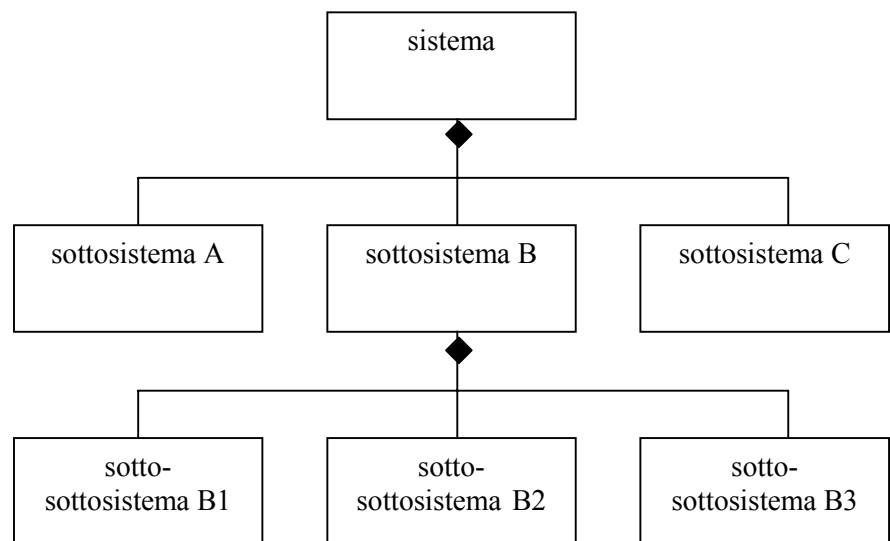 sistema
sottosistema A
sottosistema B
sottosistema C
sotto-
sottosistema B1
sotto-
sottosistema B2
sotto-
sottosistema B3